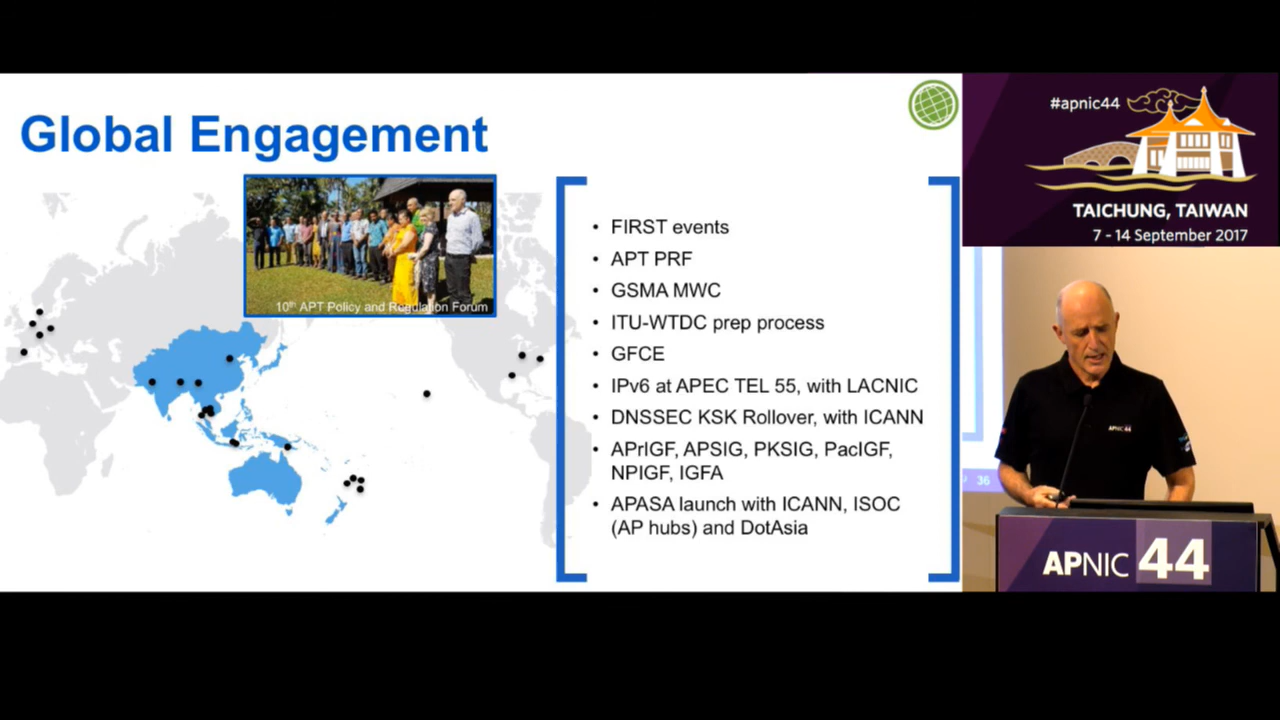 Global Engagement
10th APT Policy and Regulation Forum
• FIRST events
• APT PRF
• GSMA MWC
• ITU-WTDC prep process
• GFCE
• IPv6 at APEC TEL 55, with LACNIC
• DNSSEC KSK Rollover, with ICANN
• APrIGF, APSIG, PKSIG, PacIGF,
NPIGF, IGFA
• APASA launch with ICANN, ISOC
(AP hubs) and DotAsia
#apnic44
TAICHUNG, TAIWAN
7 - 14 September 2017
APNIC 44
36
APNIC 44